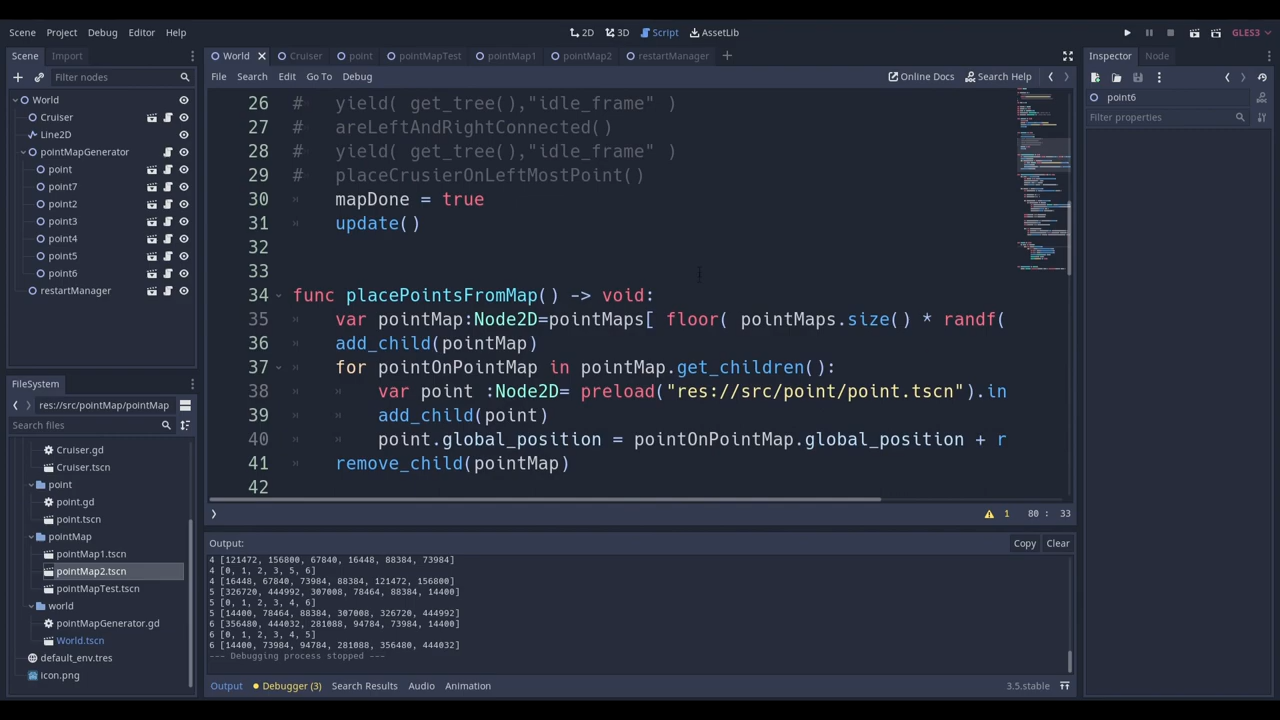 Scene Project Debug Editor Help
2D 3D Script AssetLib
GLES3
Scene Import
World Cruiser point pointMapTest pointMap1 pointMap2 restartManager
Inspector Node
Filter nodes
File Search Edit Go To Debug
Online Docs Search Help
World
Cruiser
Line2D
pointMapGenerator
point
point7
point2
point3
point4
point5
point6
restartManager
point6
Filter properties
26 # yield( get_tree(),"idle_frame" )
27 # areLeftAndRightConnected()
28 # yield( get_tree(),"idle_frame" )
29 # ceCruiserOnLeftMostPoint()
30 mapDone = true
31 update()
32
33
34 func placePointsFromMap() -> void:
35 var pointMap:Node2D=pointMaps[ floor( pointMaps.size() * randf(
36 add_child(pointMap)
37 for pointOnPointMap in pointMap.get_children():
38 var point :Node2D= preload("res://src/point/point.tscn").in
39 add_child(point)
40 point.global_position = pointOnPointMap.global_position + r
41 remove_child(pointMap)
42
1 80 : 33
FileSystem
res://src/pointMap/pointMap
Search files
Cruiser.gd
Cruiser.tscn
point
point.gd
point.tscn
pointMap
pointMap1.tscn
pointMap2.tscn
pointMapTest.tscn
world
pointMapGenerator.gd
World.tscn
default_env.tres
icon.png
Output:
Copy Clear
4 [121472, 156800, 67840, 16448, 88384, 73984]
4 [0, 1, 2, 3, 5, 6]
4 [16448, 67840, 73984, 88384, 121472, 156800]
5 [326720, 444992, 307008, 78464, 88384, 14400]
5 [0, 1, 2, 3, 4, 6]
5 [14400, 78464, 88384, 307008, 326720, 444992]
6 [356480, 444032, 281088, 94784, 73984, 14400]
6 [0, 1, 2, 3, 4, 5]
6 [14400, 73984, 94784, 281088, 356480, 444032]
--- Debugging process stopped ---
Output Debugger (3) Search Results Audio Animation
3.5.stable